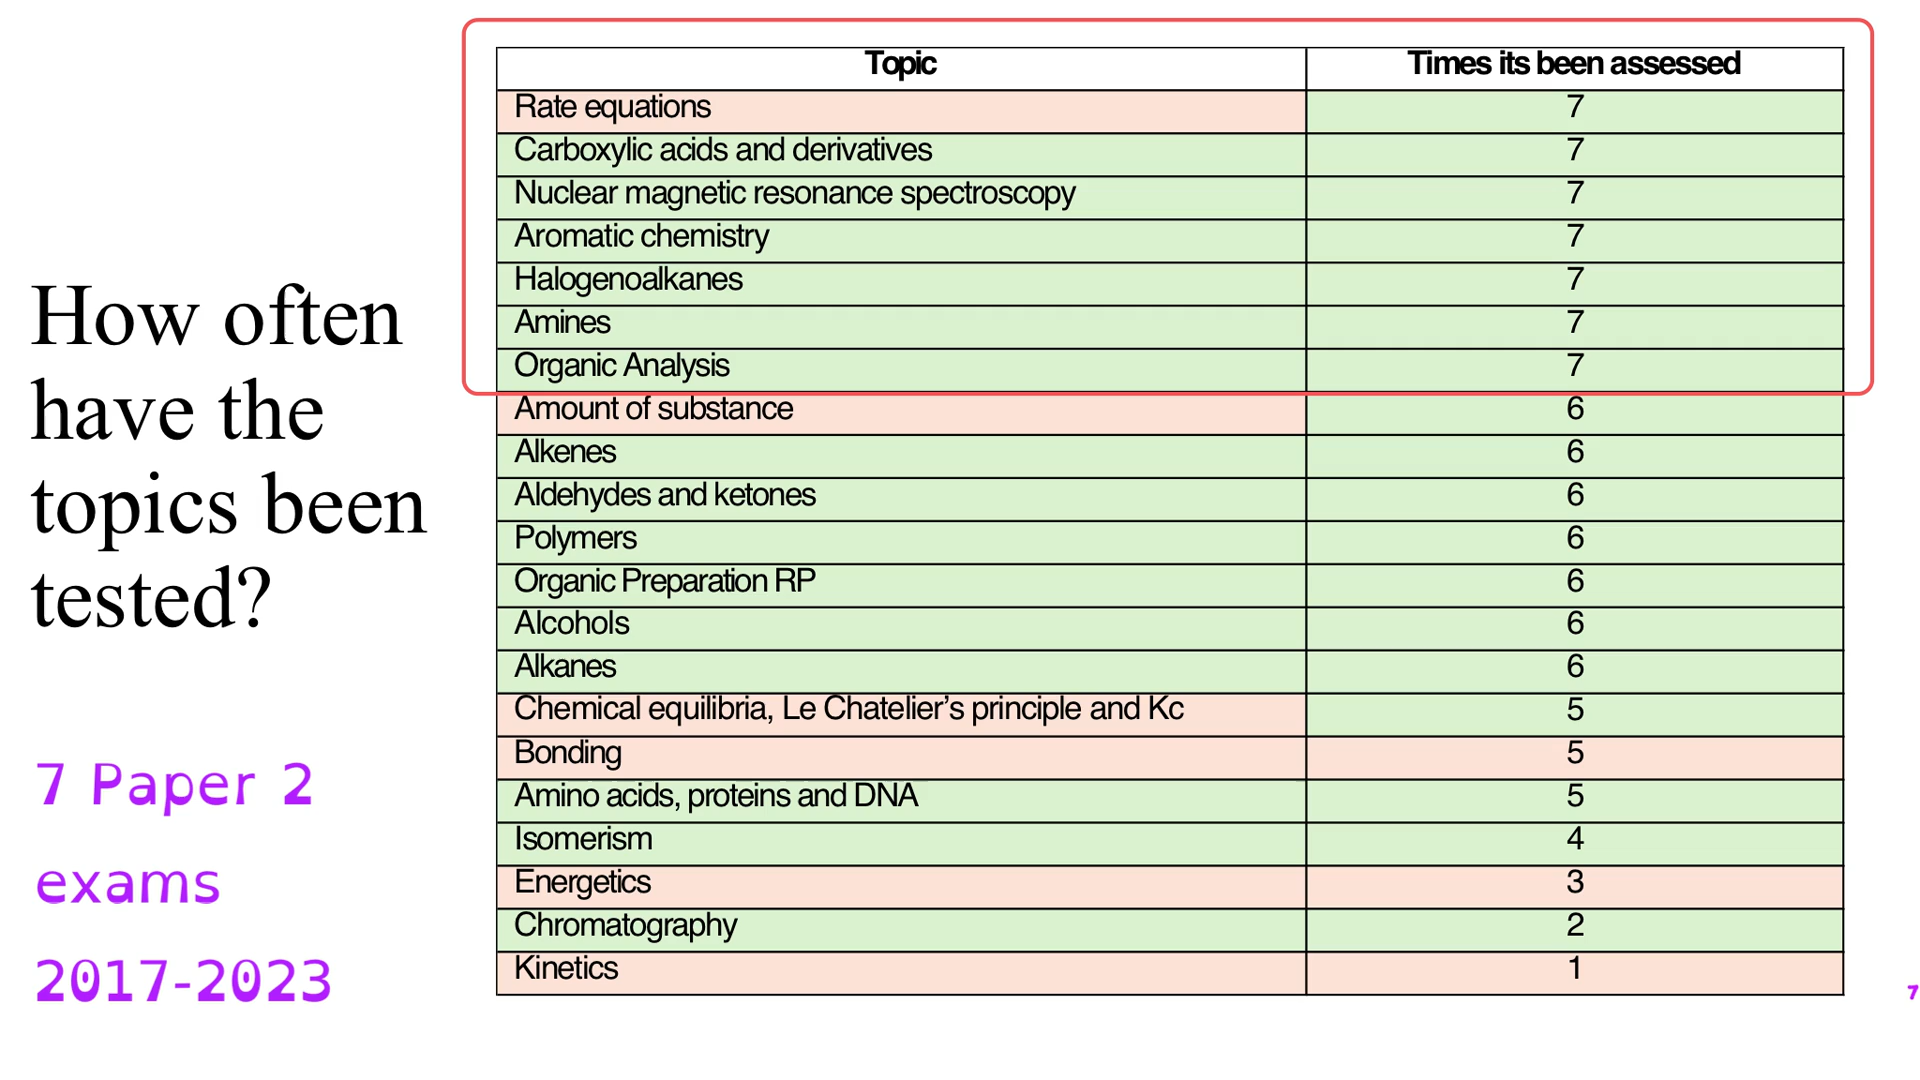 How often
have the
topics been
tested?
7 Paper 2
exams
2017-2023
Topic Times its been assessed
Rate equations 7
Carboxylic acids and derivatives 7
Nuclear magnetic resonance spectroscopy 7
Aromatic chemistry 7
Halogenoalkanes 7
Amines 7
Organic Analysis 7
Amount of substance 6
Alkenes 6
Aldehydes and ketones 6
Polymers 6
Organic Preparation RP 6
Alcohols 6
Alkanes 6
Chemical equilibria, Le Chatelier’s principle and Kc 5
Bonding 5
Amino acids, proteins and DNA 5
Isomerism 4
Energetics 3
Chromatography 2
Kinetics 1
7